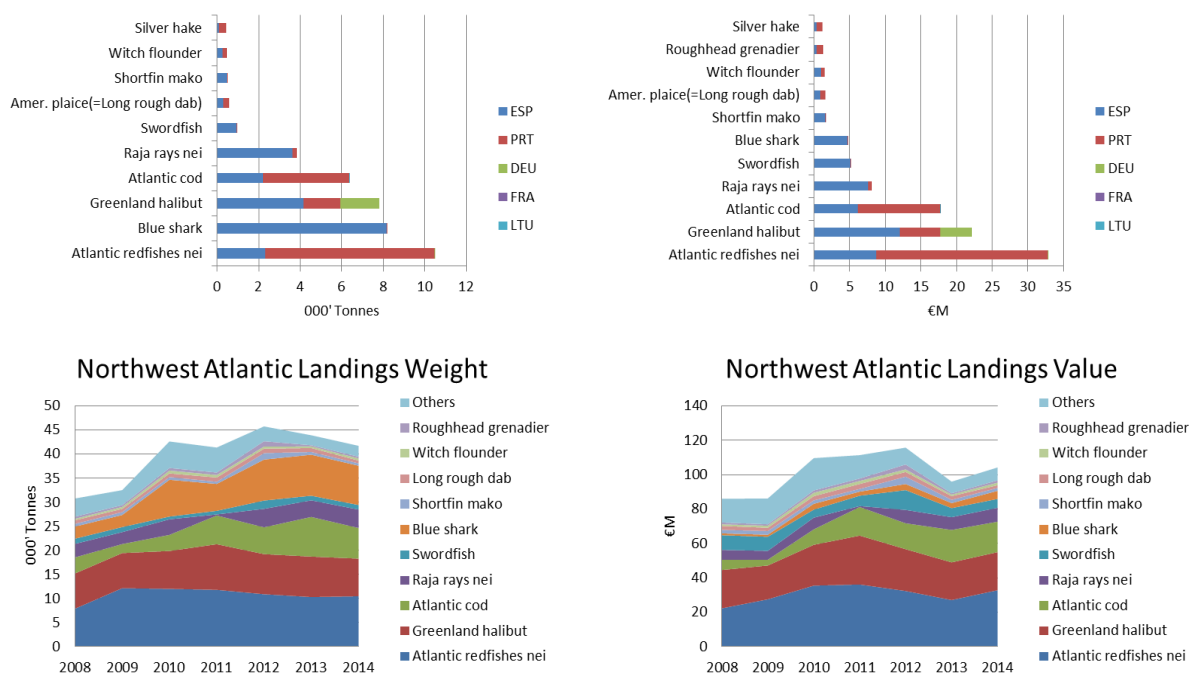 Silver hake
Witch flounder
Shortfin mako
Amer. plaice(=Long rough dab)
Swordfish
Raja rays nei
Atlantic cod
Greenland halibut
Blue shark
Atlantic redfishes nei
0 2 4 6 8 10 12
000' Tonnes
ESP
PRT
DEU
FRA
LTU
Silver hake
Roughhead grenadier
Witch flounder
Amer. plaice(=Long rough dab)
Shortfin mako
Blue shark
Swordfish
Raja rays nei
Atlantic cod
Greenland halibut
Atlantic redfishes nei
0 5 10 15 20 25 30 35
€M
ESP
PRT
DEU
FRA
LTU
Northwest Atlantic Landings Weight
50
45
40
35
30
25
20
15
10
5
0
000' Tonnes
2008 2009 2010 2011 2012 2013 2014
Others
Roughhead grenadier
Witch flounder
Long rough dab
Shortfin mako
Blue shark
Swordfish
Raja rays nei
Atlantic cod
Greenland halibut
Atlantic redfishes nei
Northwest Atlantic Landings Value
140
120
100
80
60
40
20
0
€M
2008 2009 2010 2011 2012 2013 2014
Others
Roughhead grenadier
Witch flounder
Long rough dab
Shortfin mako
Blue shark
Swordfish
Raja rays nei
Atlantic cod
Greenland halibut
Atlantic redfishes nei